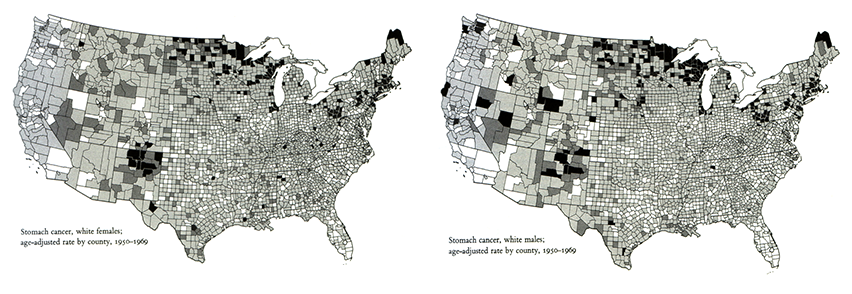 Stomach cancer, white females;
age-adjusted rate by county, 1950–1969
Stomach cancer, white males;
age-adjusted rate by county, 1950–1969